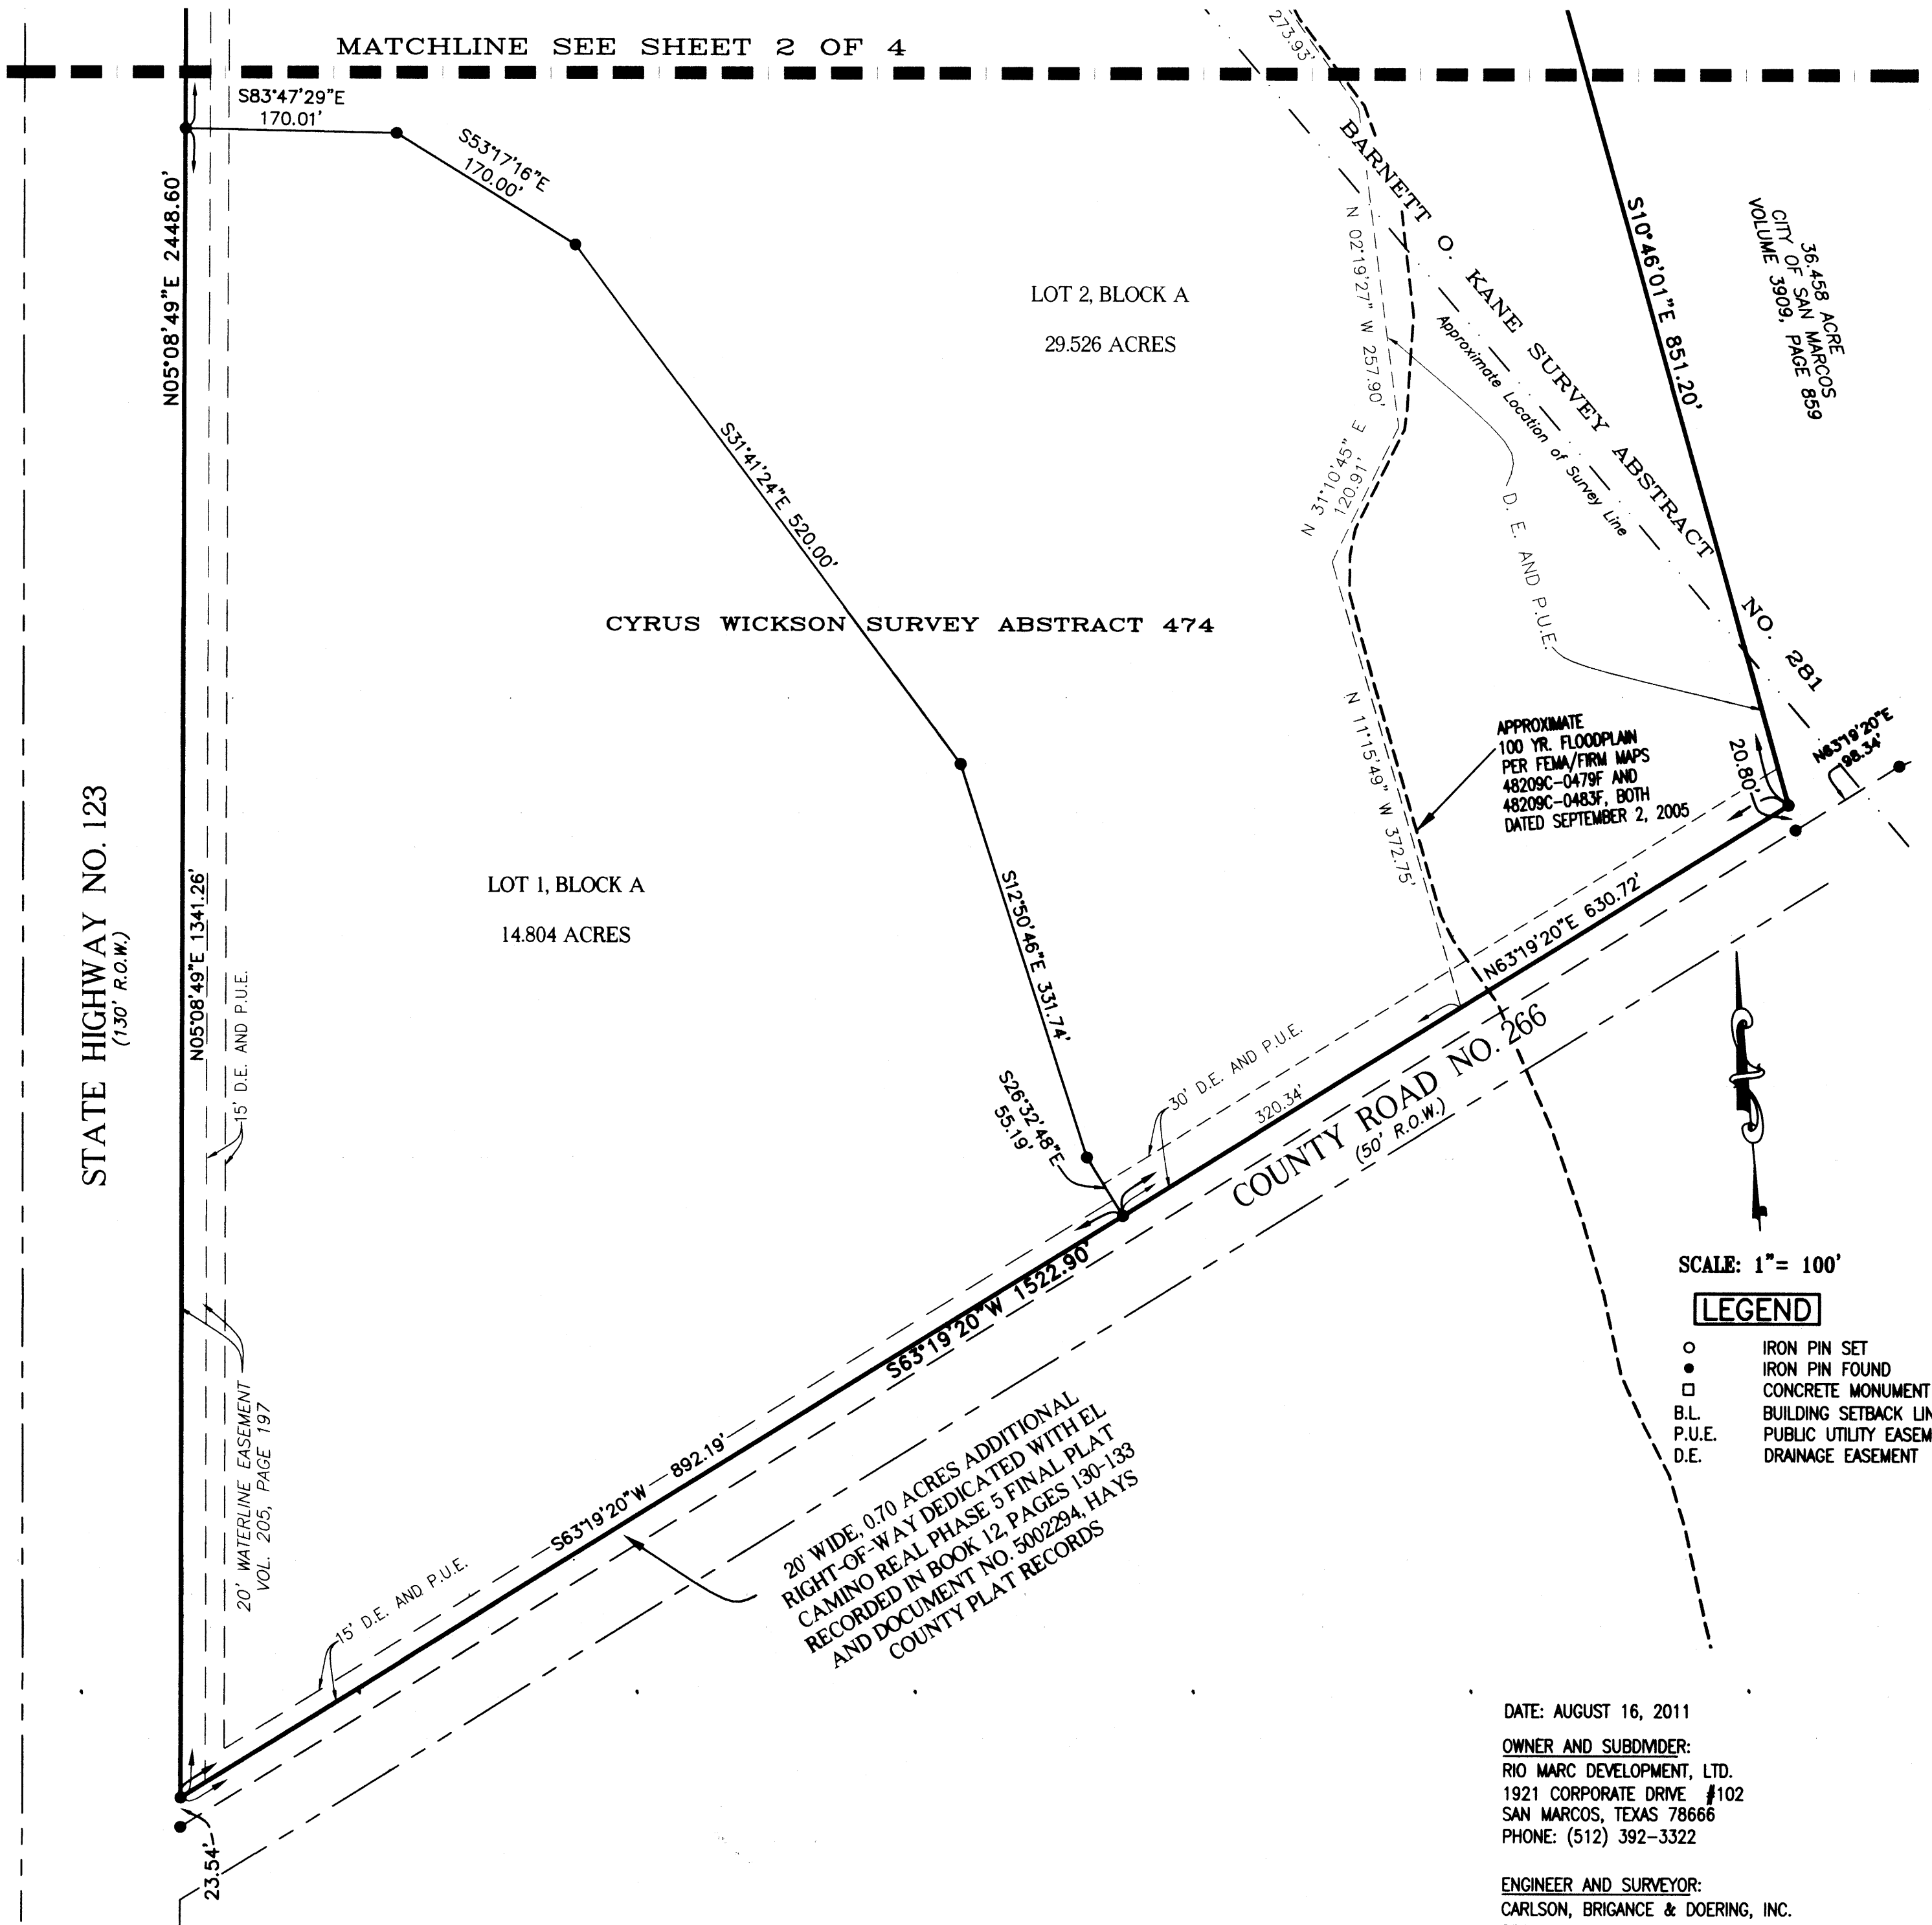 MATCHLINE SEE SHEET 2 OF 4
S83°47'29"E
170.01'
S53°17'16"E
170.00'
273.93'
BARNETT O. KANE SURVEY ABSTRACT NO. 281
Approximate Location of Survey Line
S10°46'01"E 851.20'
36.458 ACRE
CITY OF SAN MARCOS
VOLUME 3909, PAGE 859
N05°08'49"E 2448.60'
LOT 2, BLOCK A
29.526 ACRES
N 02°19'27" W 257.90'
S31°41'24"E 520.00'
N 31°10'45" E
120.91'
D. E. AND P.U.E.
CYRUS WICKSON SURVEY ABSTRACT 474
N 11°15'49" W 372.75'
APPROXIMATE
100 YR. FLOODPLAIN
PER FEMA/FIRM MAPS
48209C-0479F AND
48209C-0483F, BOTH
DATED SEPTEMBER 2, 2005
20.80'
N63°19'20"E
98.34'
STATE HIGHWAY NO. 123
(130' R.O.W.)
N05°08'49"E 1341.26'
15' D.E. AND P.U.E.
LOT 1, BLOCK A
14.804 ACRES
S12°50'46"E 331.74'
N63°19'20"E 630.72'
S26°32'48"E
55.19'
30' D.E. AND P.U.E.
320.34'
COUNTY ROAD NO. 266
(50' R.O.W.)
S63°19'20"W 1522.90'
SCALE: 1"= 100'
LEGEND
IRON PIN SET
IRON PIN FOUND
CONCRETE MONUMENT
B.L. BUILDING SETBACK LIN
P.U.E. PUBLIC UTILITY EASEM
D.E. DRAINAGE EASEMENT
20' WATERLINE EASEMENT
VOL. 205, PAGE 197
S63°19'20"W 892.19'
15' D.E. AND P.U.E.
20' WIDE, 0.70 ACRES ADDITIONAL
RIGHT-OF-WAY DEDICATED WITH EL
CAMINO REAL PHASE 5 FINAL PLAT
RECORDED IN BOOK 12, PAGES 130-133
AND DOCUMENT NO. 5002294, HAYS
COUNTY PLAT RECORDS
23.54'
DATE: AUGUST 16, 2011
OWNER AND SUBDIVIDER:
RIO MARC DEVELOPMENT, LTD.
1921 CORPORATE DRIVE #102
SAN MARCOS, TEXAS 78666
PHONE: (512) 392-3322
ENGINEER AND SURVEYOR:
CARLSON, BRIGANCE & DOERING, INC.